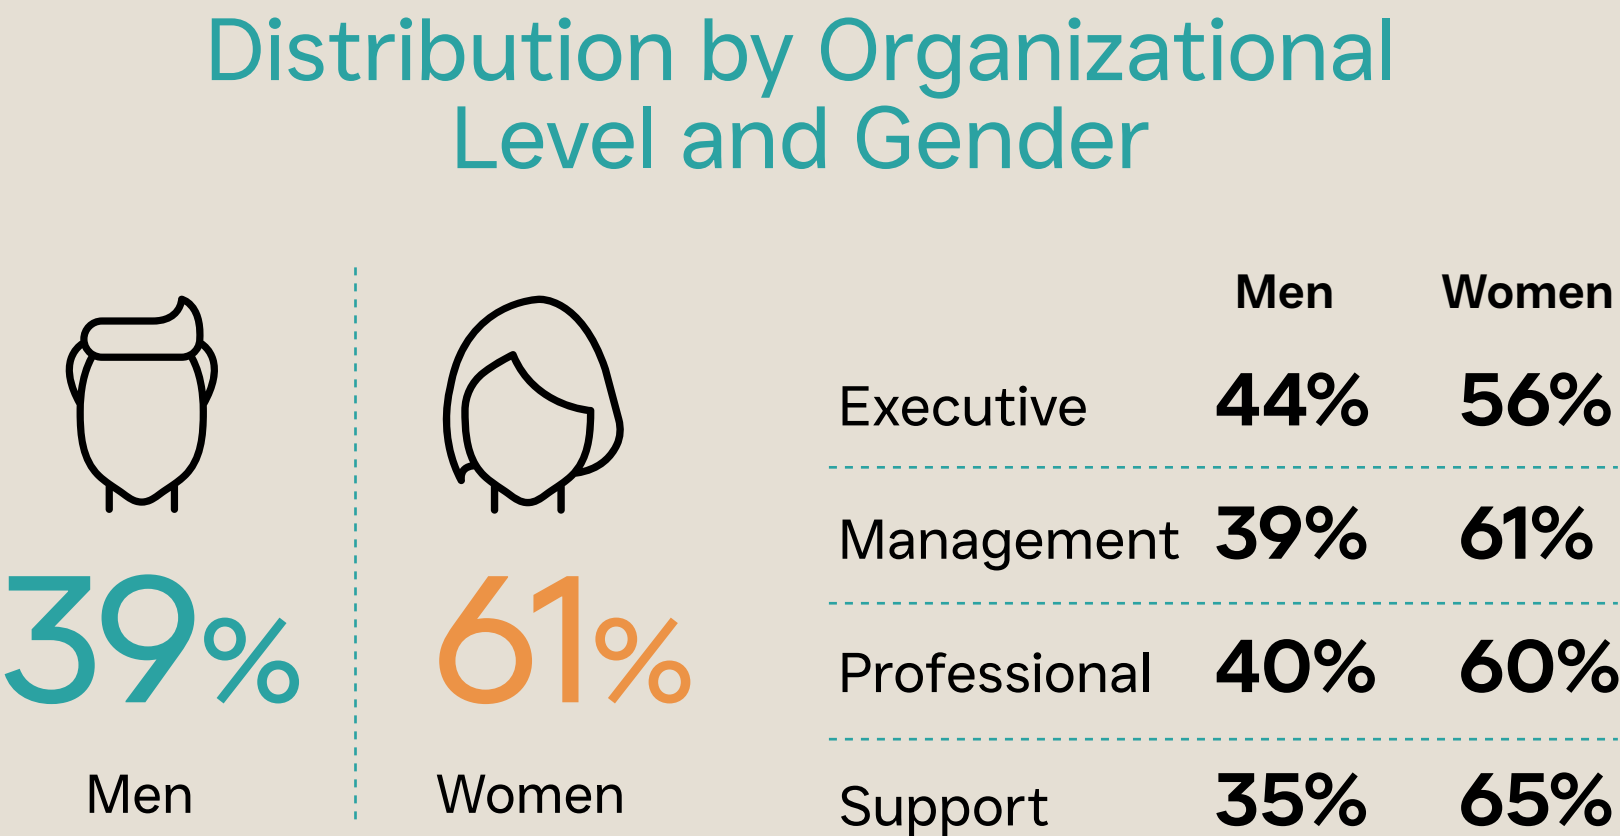 Distribution by Organizational
Level and Gender
39%
61%
Men
Women
Men Women
Executive 44% 56%
Management 39% 61%
Professional 40% 60%
Support 35% 65%